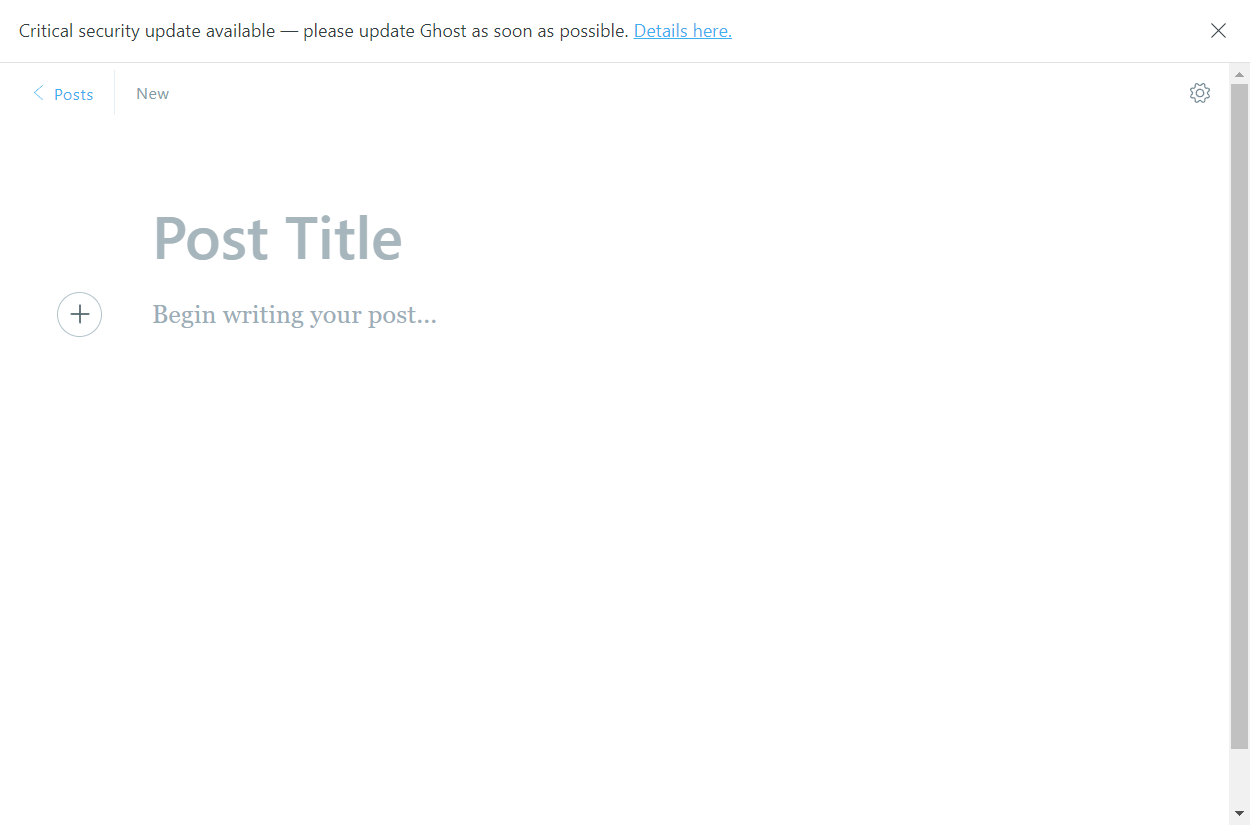 Critical security update available — please update Ghost as soon as possible. Details here.
Posts
New
Post Title
Begin writing your post...